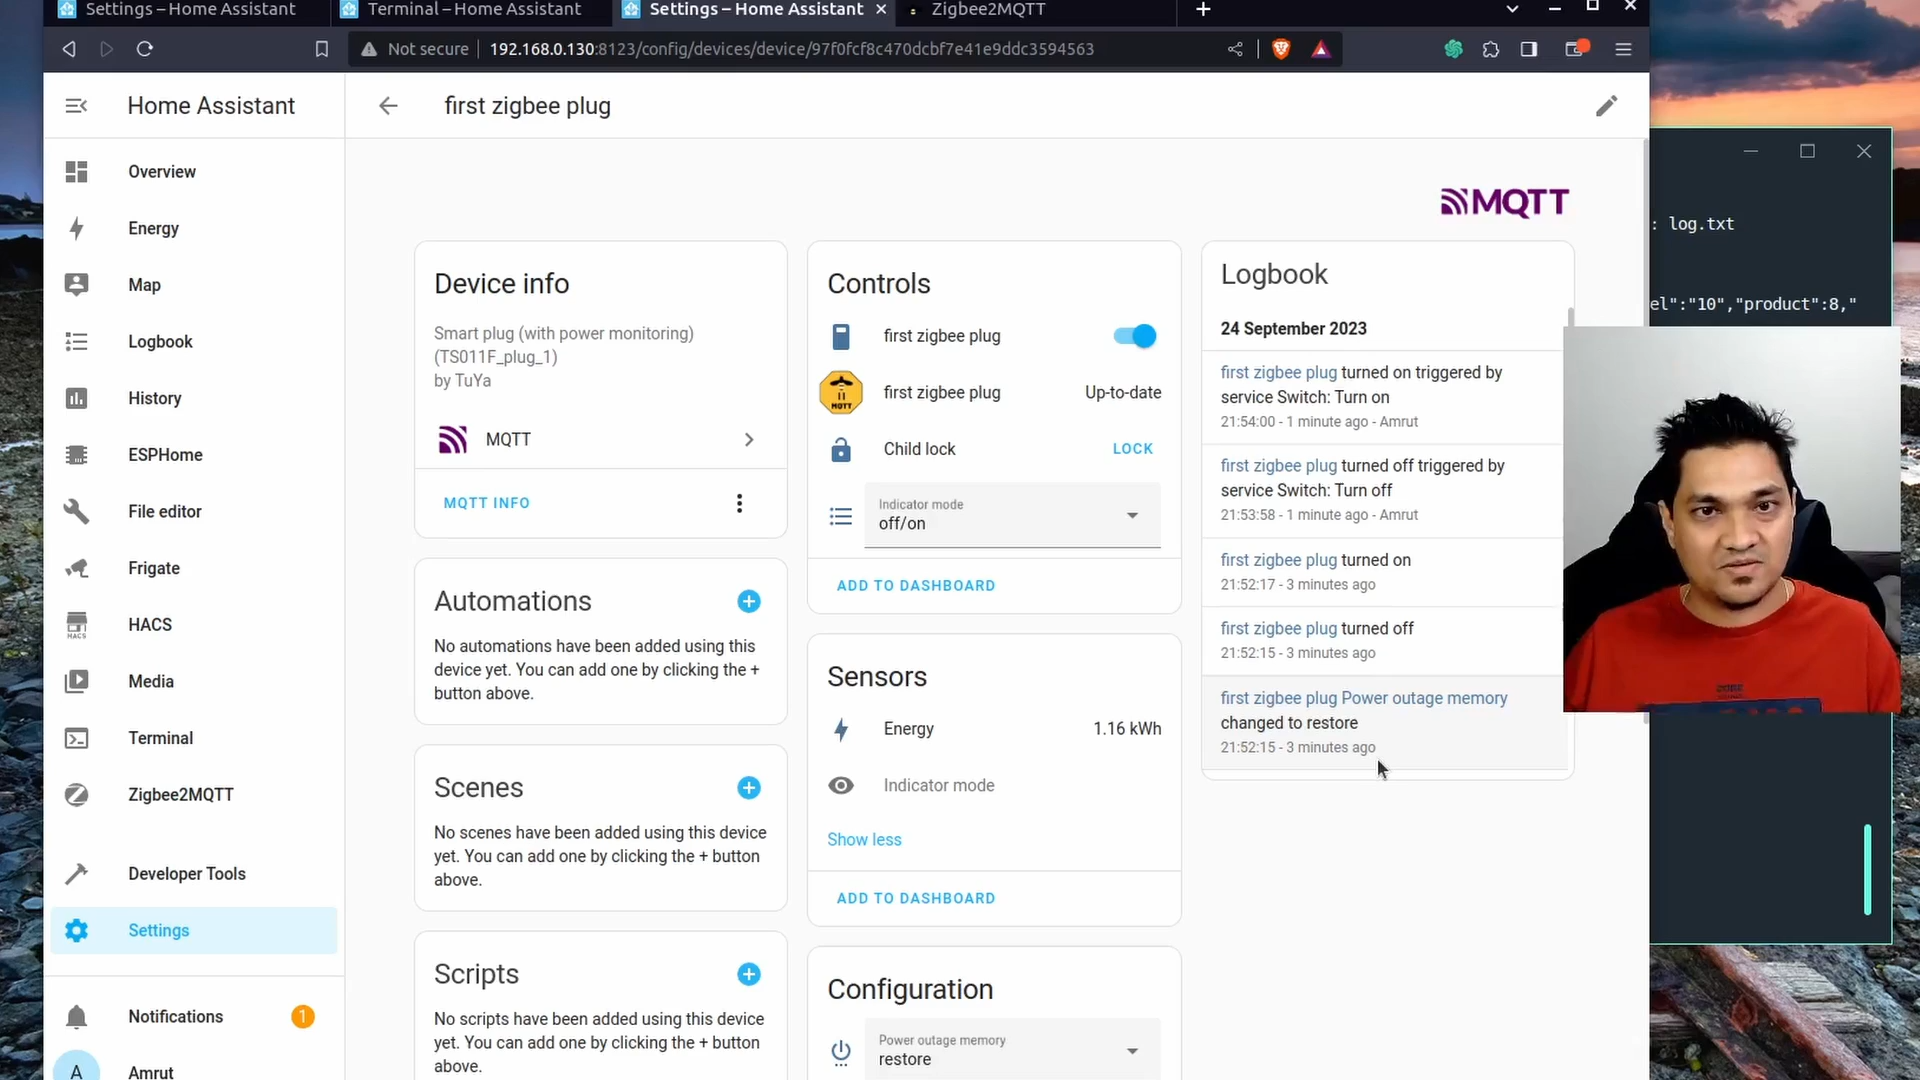 Settings – Home Assistant
Terminal – Home Assistant
Settings – Home Assistant
Zigbee2MQTT
Not secure
192.168.0.130:8123/config/devices/device/97f0fcf8c470dcbf7e41e9ddc3594563
Home Assistant
first zigbee plug
Overview
Energy
Map
Logbook
History
ESPHome
File editor
Frigate
HACS
HACS
Media
Terminal
Zigbee2MQTT
Developer Tools
Settings
Notifications
1
A
Amrut
MQTT
Device info
Smart plug (with power monitoring)
(TS011F_plug_1)
by TuYa
MQTT
MQTT INFO
Automations
No automations have been added using this
device yet. You can add one by clicking the +
button above.
Scenes
No scenes have been added using this device
yet. You can add one by clicking the + button
above.
Scripts
No scripts have been added using this device
yet. You can add one by clicking the + button
above.
Controls
first zigbee plug
MQTT
first zigbee plug
Up-to-date
Child lock
LOCK
Indicator mode
off/on
ADD TO DASHBOARD
Sensors
Energy
1.16 kWh
Indicator mode
Show less
ADD TO DASHBOARD
Configuration
Power outage memory
restore
Logbook
24 September 2023
first zigbee plug turned on triggered by
service Switch: Turn on
21:54:00 - 1 minute ago - Amrut
first zigbee plug turned off triggered by
service Switch: Turn off
21:53:58 - 1 minute ago - Amrut
first zigbee plug turned on
21:52:17 - 3 minutes ago
first zigbee plug turned off
21:52:15 - 3 minutes ago
first zigbee plug Power outage memory
changed to restore
21:52:15 - 3 minutes ago
: log.txt
el":"10","product":8,"